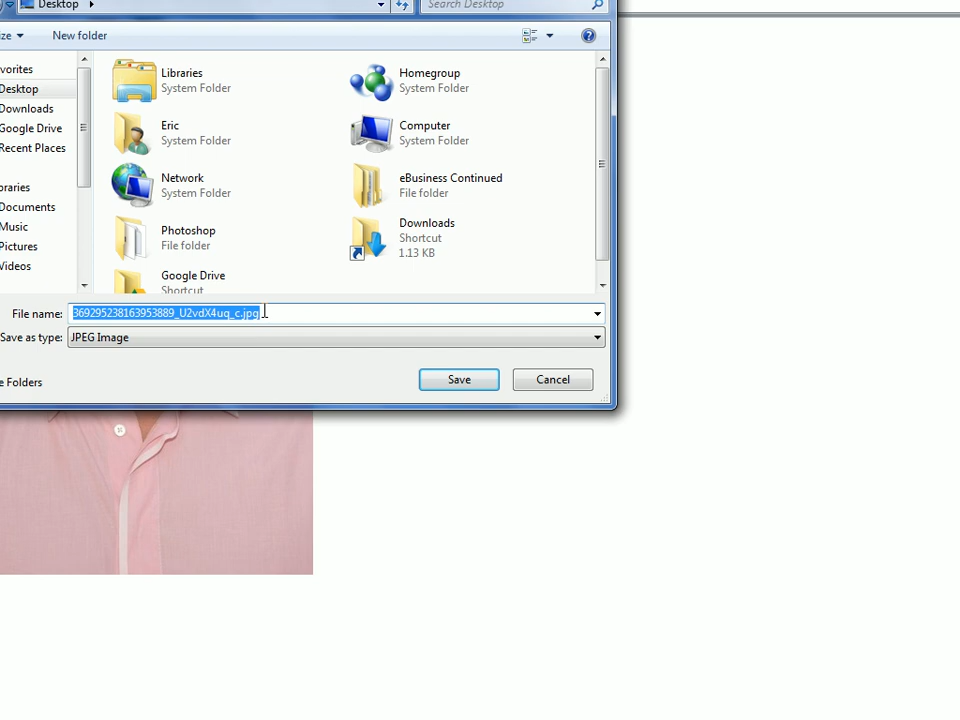 Desktop
Search Desktop
ze
New folder
vorites
Desktop
Downloads
Google Drive
Recent Places
raries
Documents
Music
Pictures
Videos
Libraries
System Folder
Homegroup
System Folder
Eric
System Folder
Computer
System Folder
Network
System Folder
eBusiness Continued
File folder
Photoshop
File folder
Downloads
Shortcut
1.13 KB
Google Drive
Shortcut
File name:
369295238163953889_U2vdX4uq_c.jpg
Save as type:
JPEG Image
e Folders
Save
Cancel